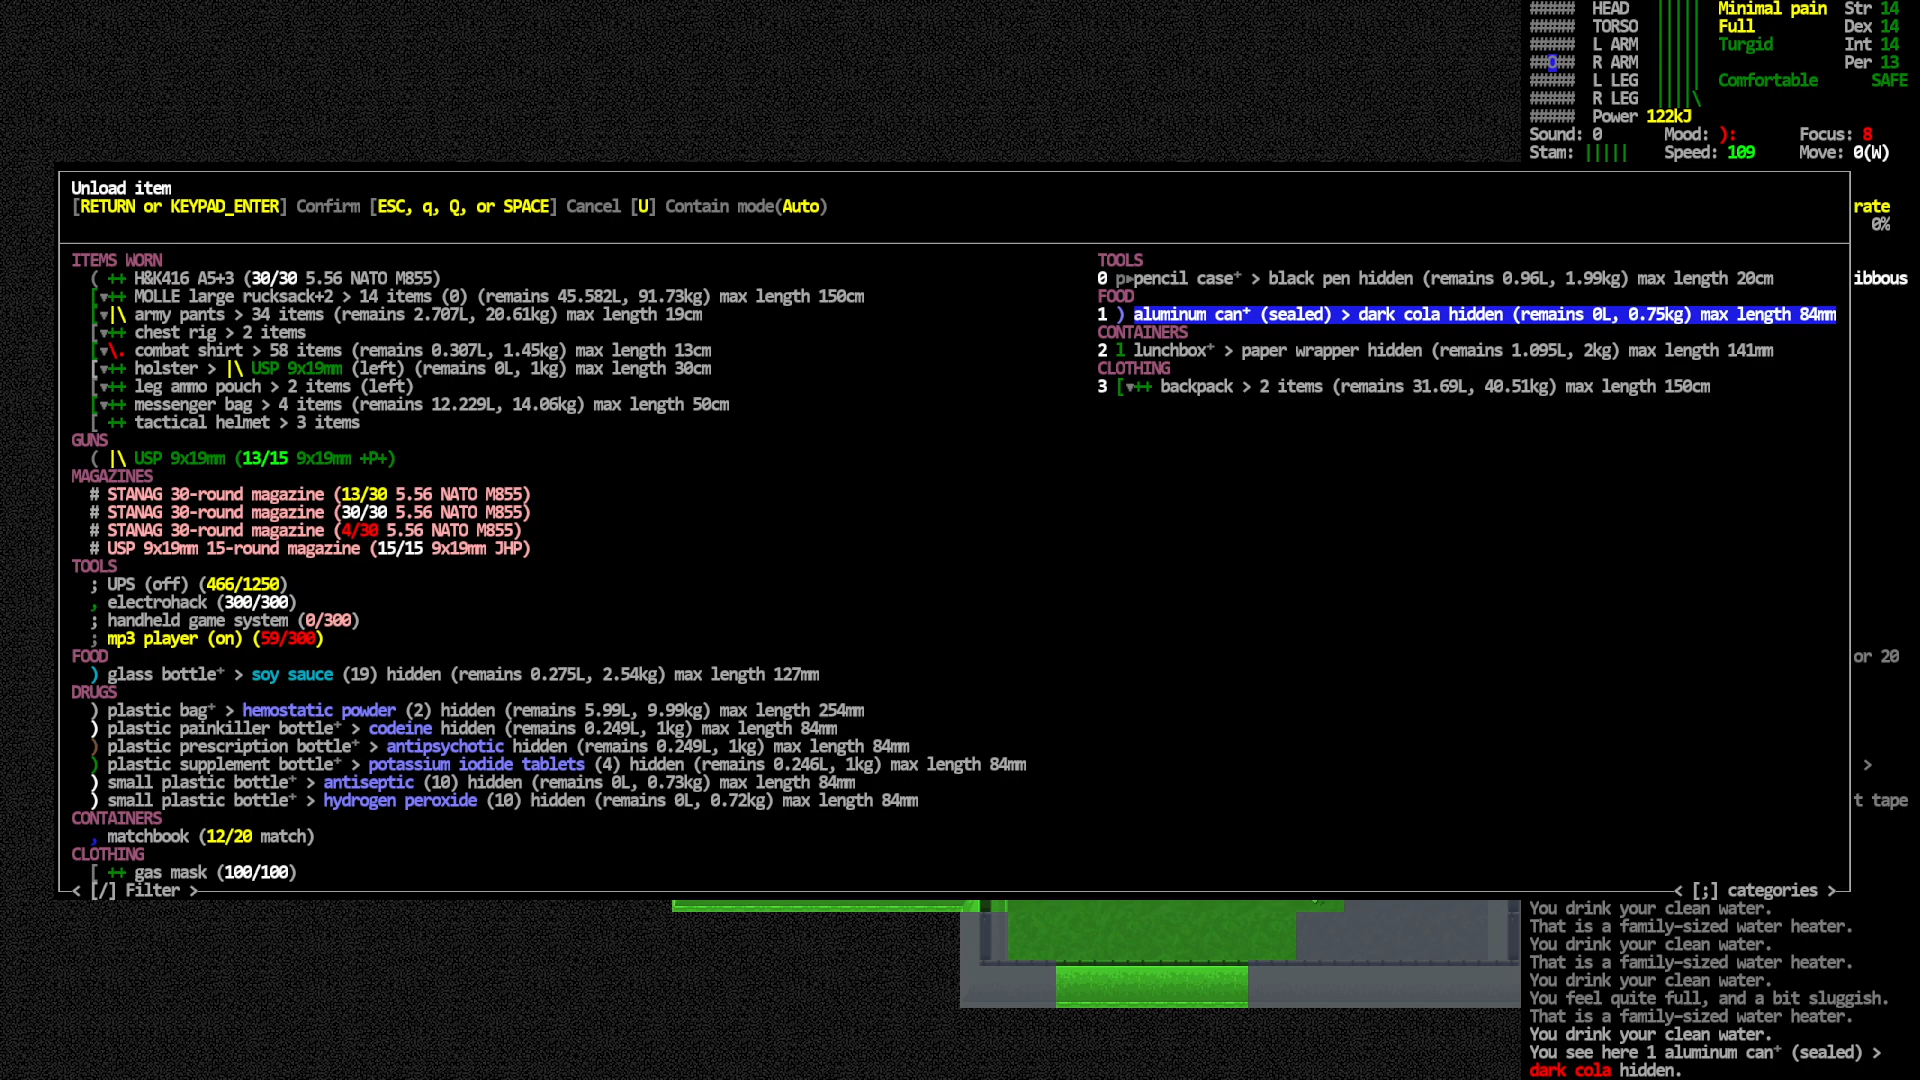 ##### HEAD ||||| Minimal pain Str 14
##### TORSO ||||| Full Dex 14
##### L ARM ||||| Turgid Int 14
##0## R ARM ||||| Per 13
##### L LEG ||||| Comfortable SAFE
##### R LEG ||||\
##### Power 122kJ
Sound: 0 Mood: ): Focus: 8
Stam: ||||| Speed: 109 Move: 0(W)
Unload item
[RETURN or KEYPAD_ENTER] Confirm [ESC, q, Q, or SPACE] Cancel [U] Contain mode(Auto)
rate
0%
ITEMS WORN
( ++ H&K416 A5+3 (30/30 5.56 NATO M855)
[▼++ MOLLE large rucksack+2 > 14 items (0) (remains 45.582L, 91.73kg) max length 150cm
[▼|\ army pants > 34 items (remains 2.707L, 20.61kg) max length 19cm
[▼++ chest rig > 2 items
[▼\. combat shirt > 58 items (remains 0.307L, 1.45kg) max length 13cm
[▼++ holster > |\ USP 9x19mm (left) (remains 0L, 1kg) max length 30cm
[▼++ leg ammo pouch > 2 items (left)
[▼++ messenger bag > 4 items (remains 12.229L, 14.06kg) max length 50cm
[ ++ tactical helmet > 3 items
GUNS
( |\ USP 9x19mm (13/15 9x19mm +P+)
MAGAZINES
# STANAG 30-round magazine (13/30 5.56 NATO M855)
# STANAG 30-round magazine (30/30 5.56 NATO M855)
# STANAG 30-round magazine (4/30 5.56 NATO M855)
# USP 9x19mm 15-round magazine (15/15 9x19mm JHP)
TOOLS
; UPS (off) (466/1250)
, electrohack (300/300)
; handheld game system (0/300)
; mp3 player (on) (59/300)
FOOD
) glass bottle⁺ > soy sauce (19) hidden (remains 0.275L, 2.54kg) max length 127mm
DRUGS
) plastic bag⁺ > hemostatic powder (2) hidden (remains 5.99L, 9.99kg) max length 254mm
) plastic painkiller bottle⁺ > codeine hidden (remains 0.249L, 1kg) max length 84mm
) plastic prescription bottle⁺ > antipsychotic hidden (remains 0.249L, 1kg) max length 84mm
) plastic supplement bottle⁺ > potassium iodide tablets (4) hidden (remains 0.246L, 1kg) max length 84mm
) small plastic bottle⁺ > antiseptic (10) hidden (remains 0L, 0.73kg) max length 84mm
) small plastic bottle⁺ > hydrogen peroxide (10) hidden (remains 0L, 0.72kg) max length 84mm
CONTAINERS
, matchbook (12/20 match)
CLOTHING
[ ++ gas mask (100/100)
< [/] Filter >
TOOLS
0 p▶pencil case⁺ > black pen hidden (remains 0.96L, 1.99kg) max length 20cm
FOOD
1 ) aluminum can⁺ (sealed) > dark cola hidden (remains 0L, 0.75kg) max length 84mm
CONTAINERS
2 l lunchbox⁺ > paper wrapper hidden (remains 1.095L, 2kg) max length 141mm
CLOTHING
3 [▼++ backpack > 2 items (remains 31.69L, 40.51kg) max length 150cm
< [;] categories >
ibbous
or 20
>
t tape
You drink your clean water.
That is a family-sized water heater.
You drink your clean water.
That is a family-sized water heater.
You drink your clean water.
You feel quite full, and a bit sluggish.
That is a family-sized water heater.
You drink your clean water.
You see here 1 aluminum can⁺ (sealed) >
dark cola hidden.